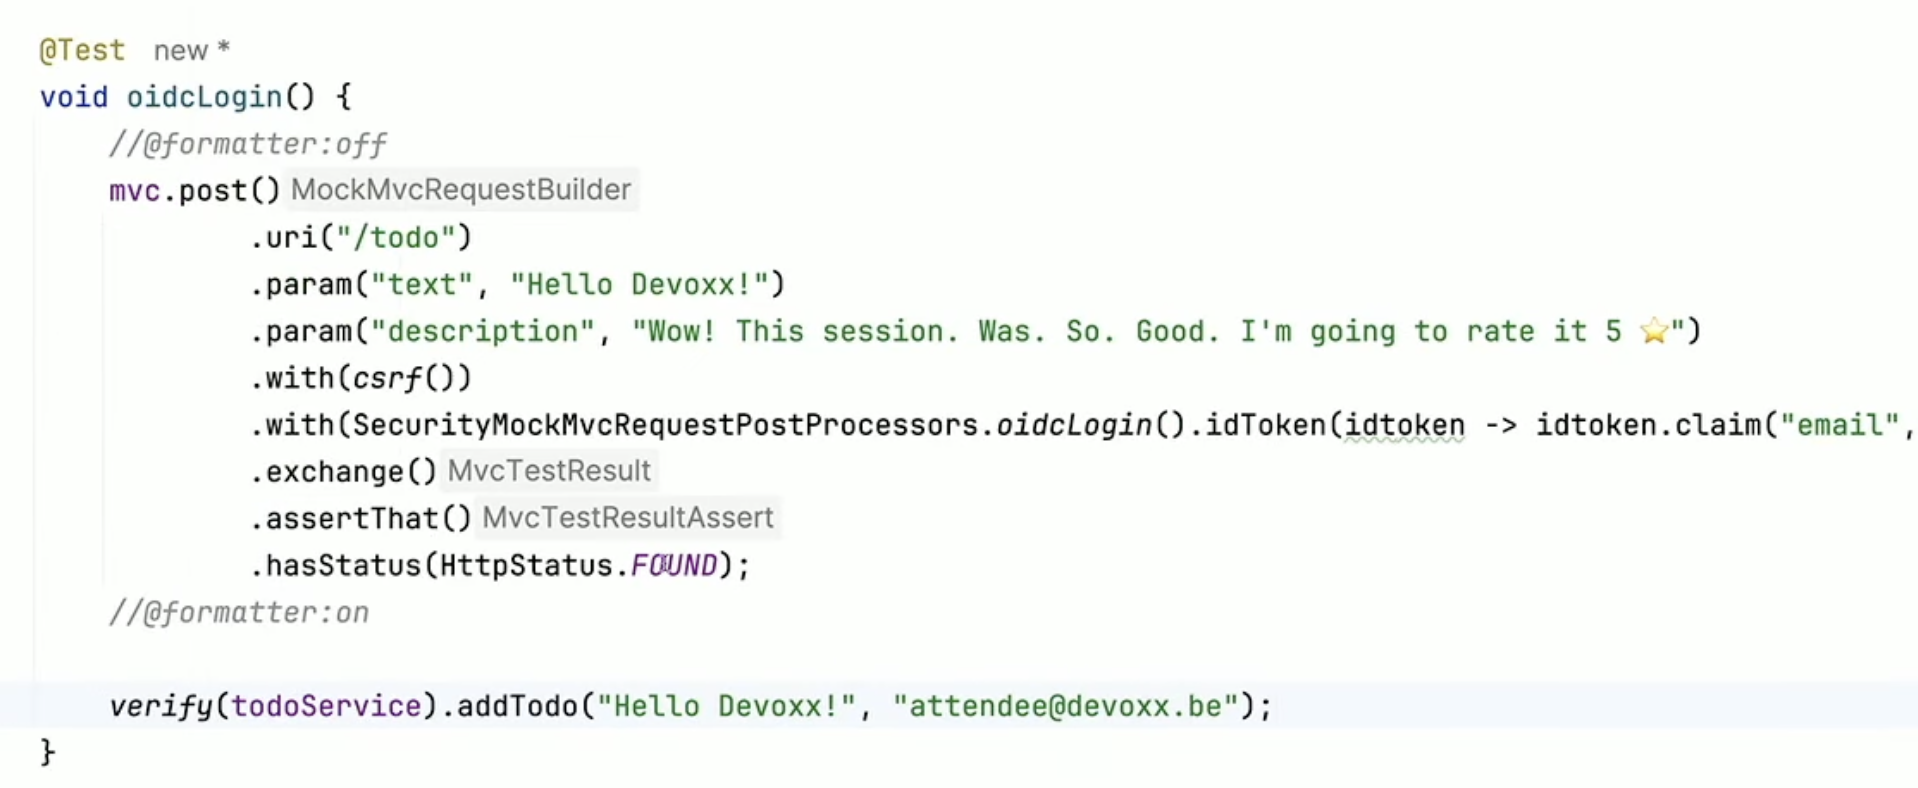 @Test new *
void oidcLogin() {
//@formatter:off
mvc.post() MockMvcRequestBuilder
.uri("/todo")
.param("text", "Hello Devoxx!")
.param("description", "Wow! This session. Was. So. Good. I'm going to rate it 5 ⭐")
.with(csrf())
.with(SecurityMockMvcRequestPostProcessors.oidcLogin().idToken(idtoken -> idtoken.claim("email",
.exchange() MvcTestResult
.assertThat() MvcTestResultAssert
.hasStatus(HttpStatus.FOUND);
//@formatter:on
verify(todoService).addTodo("Hello Devoxx!", "attendee@devoxx.be");
}